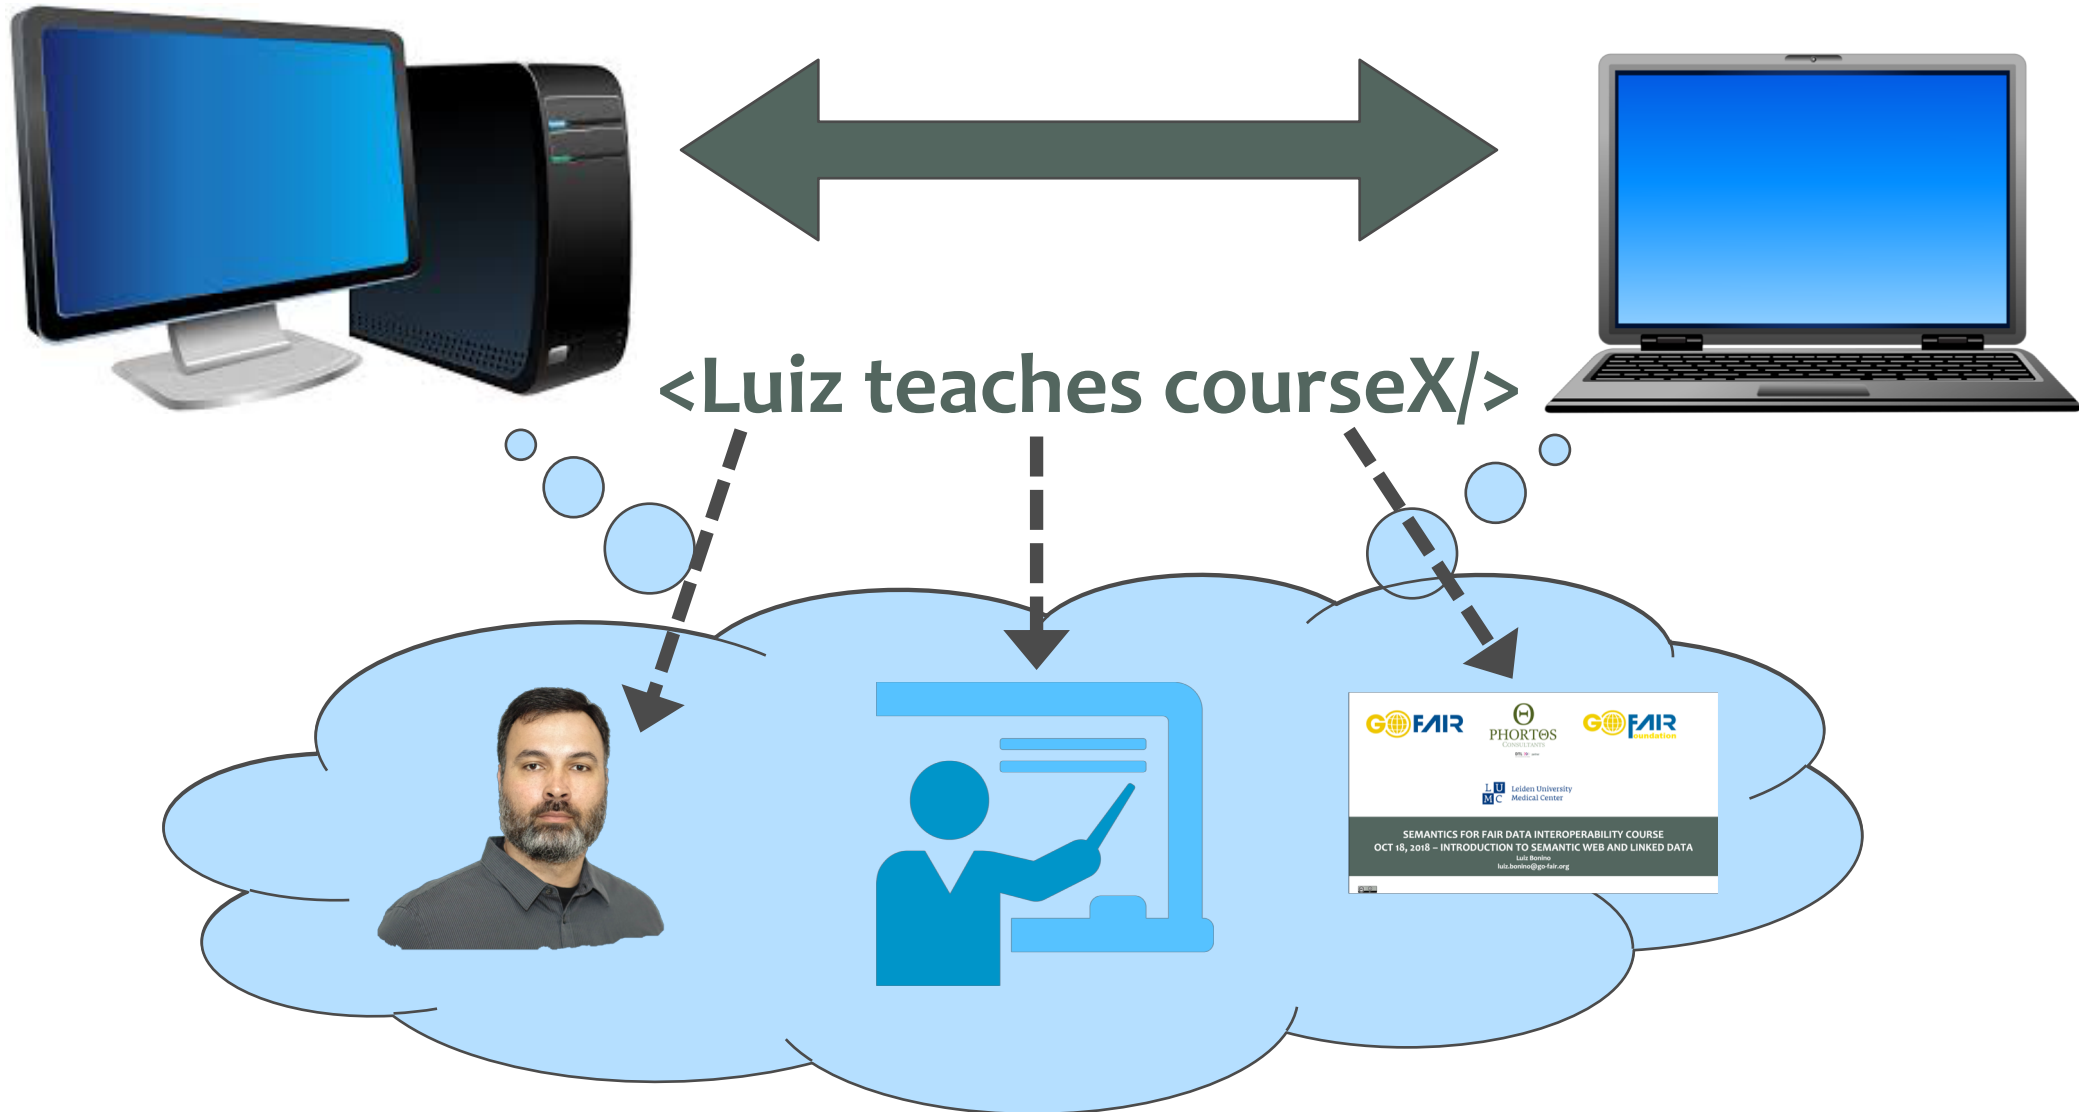 <Luiz teaches courseX/>
GO FAIR
PHORTOS
CONSULTANTS
GO FAIR
foundation
LUMC
Leiden University
Medical Center
SEMANTICS FOR FAIR DATA INTEROPERABILITY COURSE
OCT 18, 2018 – INTRODUCTION TO SEMANTIC WEB AND LINKED DATA
Luiz Bonino
luiz.bonino@go-fair.org